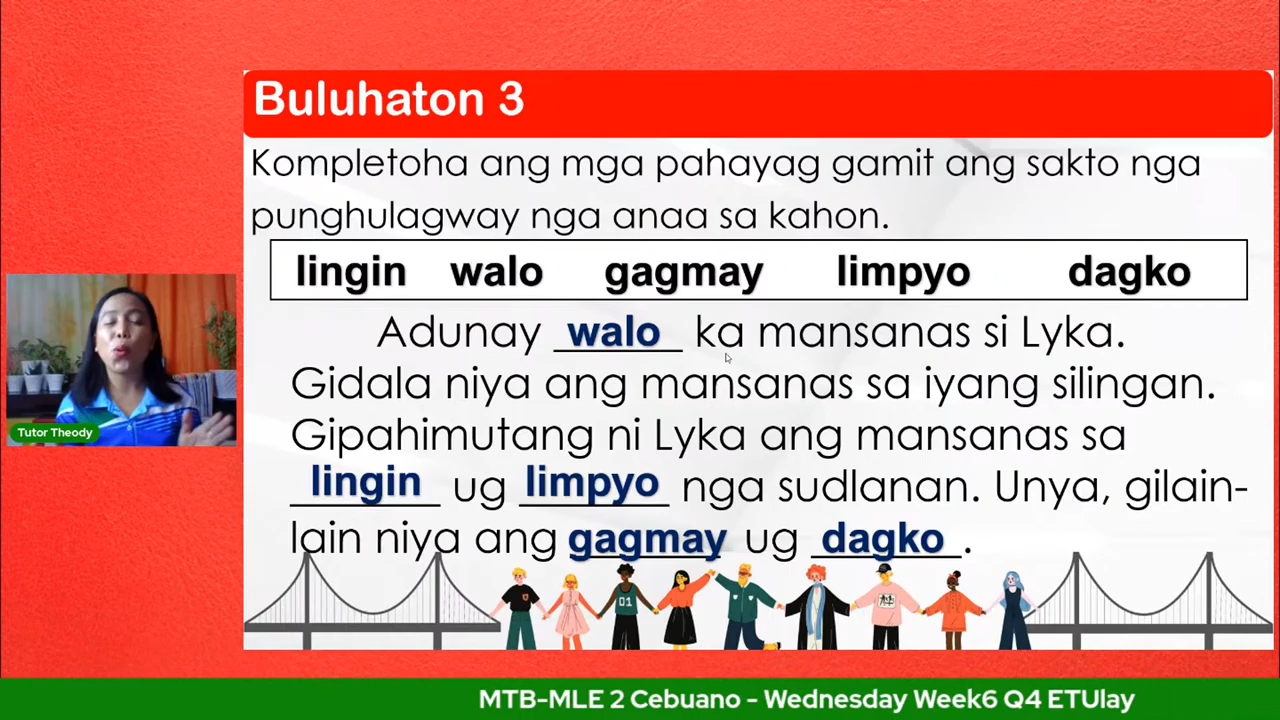 Buluhaton 3
Kompletoha ang mga pahayag gamit ang sakto nga
punghulagway nga anaa sa kahon.
lingin walo gagmay limpyo dagko
Adunay walo ka mansanas si Lyka.
Gidala niya ang mansanas sa iyang silingan.
Gipahimutang ni Lyka ang mansanas sa
lingin ug limpyo nga sudlanan. Unya, gilain-
lain niya ang gagmay ug dagko.
Tutor Theody
01
MTB-MLE 2 Cebuano - Wednesday Week6 Q4 ETUlay